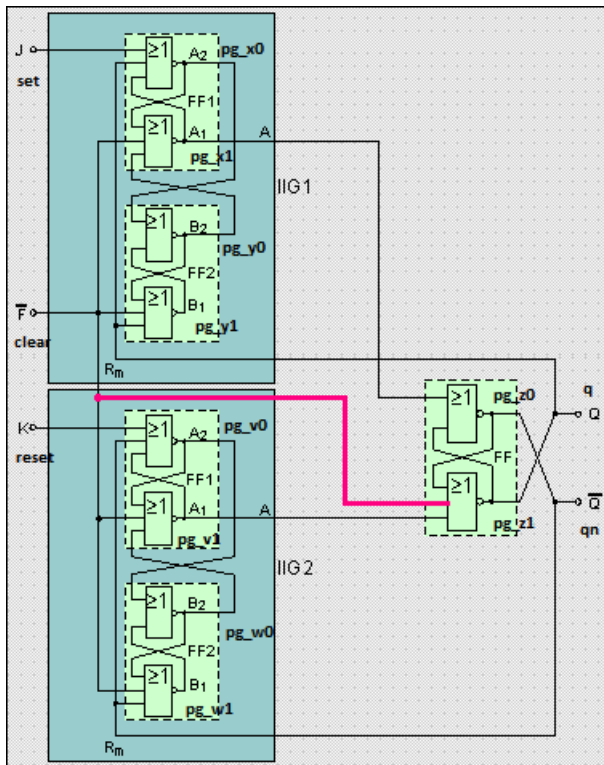 J
set
≥1
A2
pg_x0
FF1
≥1
A1
pg_x1
A
IIG1
≥1
B2
pg_y0
FF2
≥1
B1
pg_y1
F̅
clear
Rm
K
reset
≥1
A2
pg_v0
FF1
≥1
A1
pg_v1
A
IIG2
≥1
B2
pg_w0
FF2
≥1
B1
pg_w1
Rm
≥1
pg_z0
FF
≥1
pg_z1
q
Q
Q̅
qn